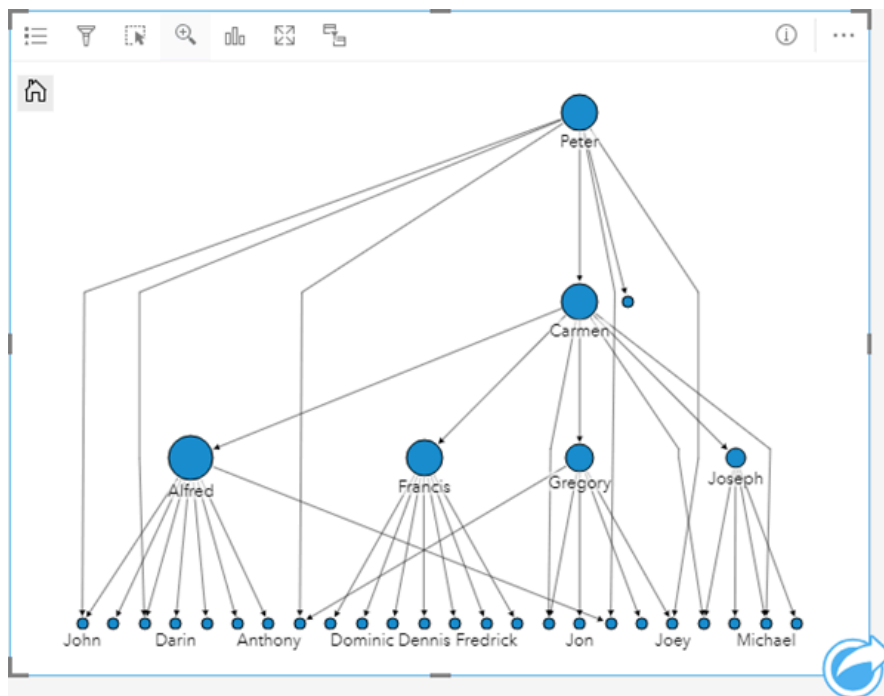 Peter
Carmen
Alfred
Francis
Gregory
Joseph
John
Darin
Anthony
Dominic
Dennis
Fredrick
Jon
Joey
Michael